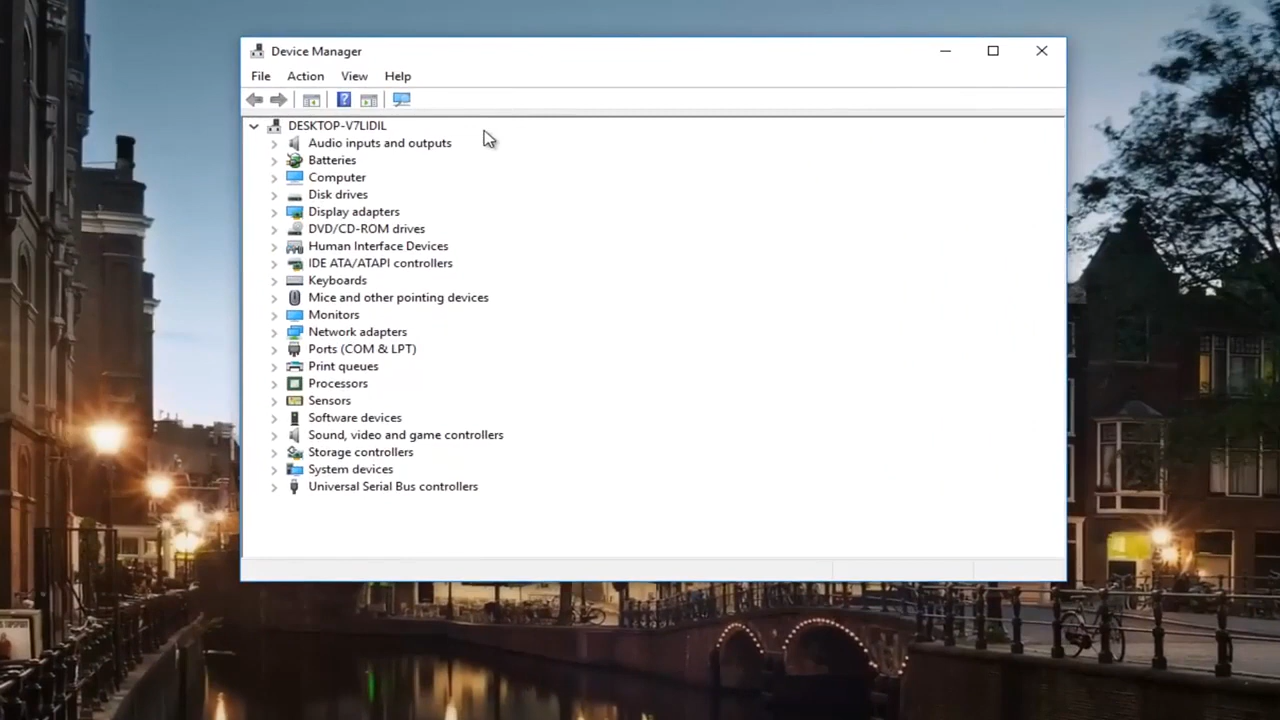 Device Manager
File Action View Help
DESKTOP-V7LIDIL
Audio inputs and outputs
Batteries
Computer
Disk drives
Display adapters
DVD/CD-ROM drives
Human Interface Devices
IDE ATA/ATAPI controllers
Keyboards
Mice and other pointing devices
Monitors
Network adapters
Ports (COM & LPT)
Print queues
Processors
Sensors
Software devices
Sound, video and game controllers
Storage controllers
System devices
Universal Serial Bus controllers